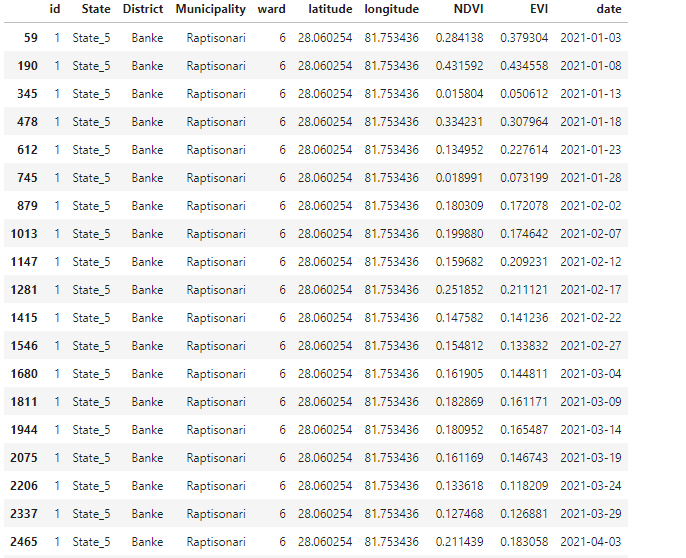 id State District Municipality ward latitude longitude NDVI EVI date
59 1 State_5 Banke Raptisonari 6 28.060254 81.753436 0.284138 0.379304 2021-01-03
190 1 State_5 Banke Raptisonari 6 28.060254 81.753436 0.431592 0.434558 2021-01-08
345 1 State_5 Banke Raptisonari 6 28.060254 81.753436 0.015804 0.050612 2021-01-13
478 1 State_5 Banke Raptisonari 6 28.060254 81.753436 0.334231 0.307964 2021-01-18
612 1 State_5 Banke Raptisonari 6 28.060254 81.753436 0.134952 0.227614 2021-01-23
745 1 State_5 Banke Raptisonari 6 28.060254 81.753436 0.018991 0.073199 2021-01-28
879 1 State_5 Banke Raptisonari 6 28.060254 81.753436 0.180309 0.172078 2021-02-02
1013 1 State_5 Banke Raptisonari 6 28.060254 81.753436 0.199880 0.174642 2021-02-07
1147 1 State_5 Banke Raptisonari 6 28.060254 81.753436 0.159682 0.209231 2021-02-12
1281 1 State_5 Banke Raptisonari 6 28.060254 81.753436 0.251852 0.211121 2021-02-17
1415 1 State_5 Banke Raptisonari 6 28.060254 81.753436 0.147582 0.141236 2021-02-22
1546 1 State_5 Banke Raptisonari 6 28.060254 81.753436 0.154812 0.133832 2021-02-27
1680 1 State_5 Banke Raptisonari 6 28.060254 81.753436 0.161905 0.144811 2021-03-04
1811 1 State_5 Banke Raptisonari 6 28.060254 81.753436 0.182869 0.161171 2021-03-09
1944 1 State_5 Banke Raptisonari 6 28.060254 81.753436 0.180952 0.165487 2021-03-14
2075 1 State_5 Banke Raptisonari 6 28.060254 81.753436 0.161169 0.146743 2021-03-19
2206 1 State_5 Banke Raptisonari 6 28.060254 81.753436 0.133618 0.118209 2021-03-24
2337 1 State_5 Banke Raptisonari 6 28.060254 81.753436 0.127468 0.126881 2021-03-29
2465 1 State_5 Banke Raptisonari 6 28.060254 81.753436 0.211439 0.183058 2021-04-03